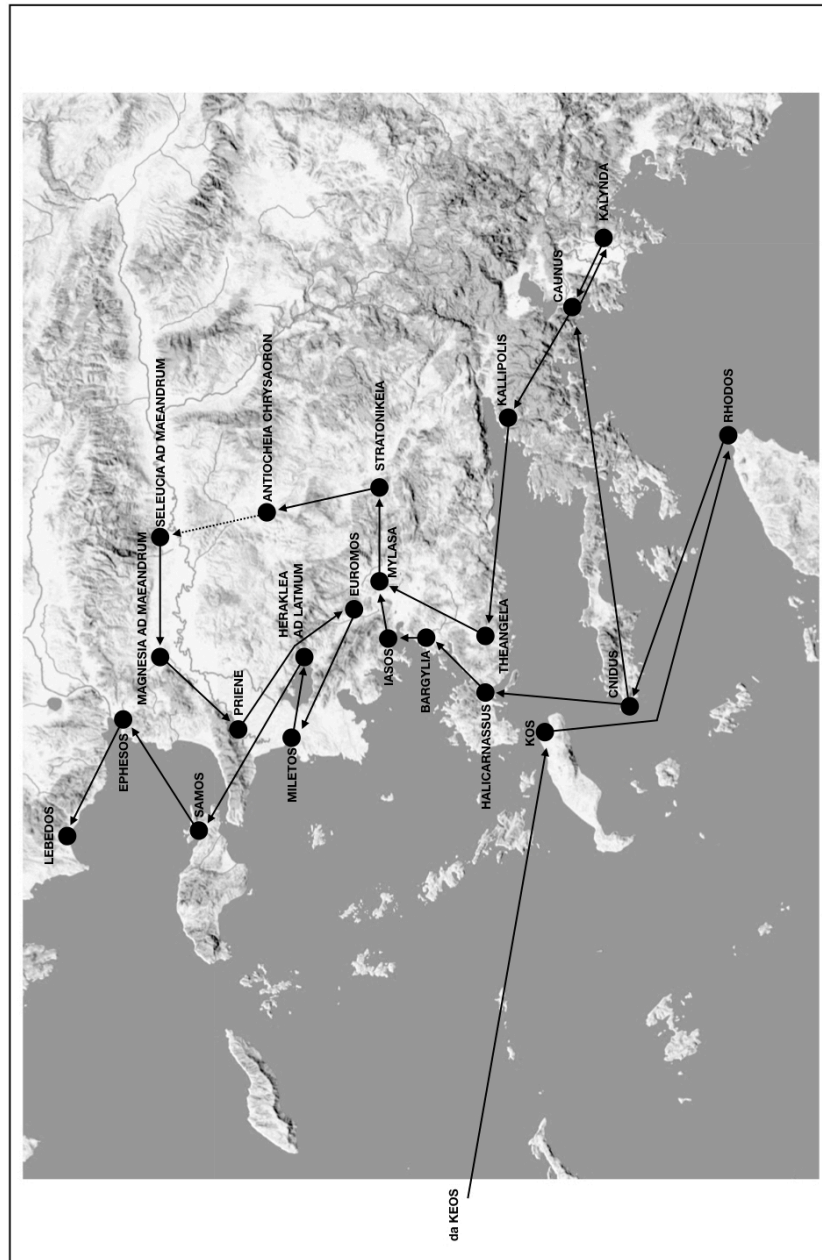 LEBEDOS
EPHESOS
MAGNESIA AD MAEANDRUM
SELEUCIA AD MAEANDRUM
SAMOS
PRIENE
ANTIOCHEIA CHRYSAORON
MILETOS
HERAKLEA
AD LATMUM
EUROMOS
STRATONIKEIA
MYLASA
IASOS
BARGYLIA
HALICARNASSUS
THEANGELA
KALLIPOLIS
CAUNUS
KALYNDA
KOS
CNIDUS
RHODOS
da KEOS